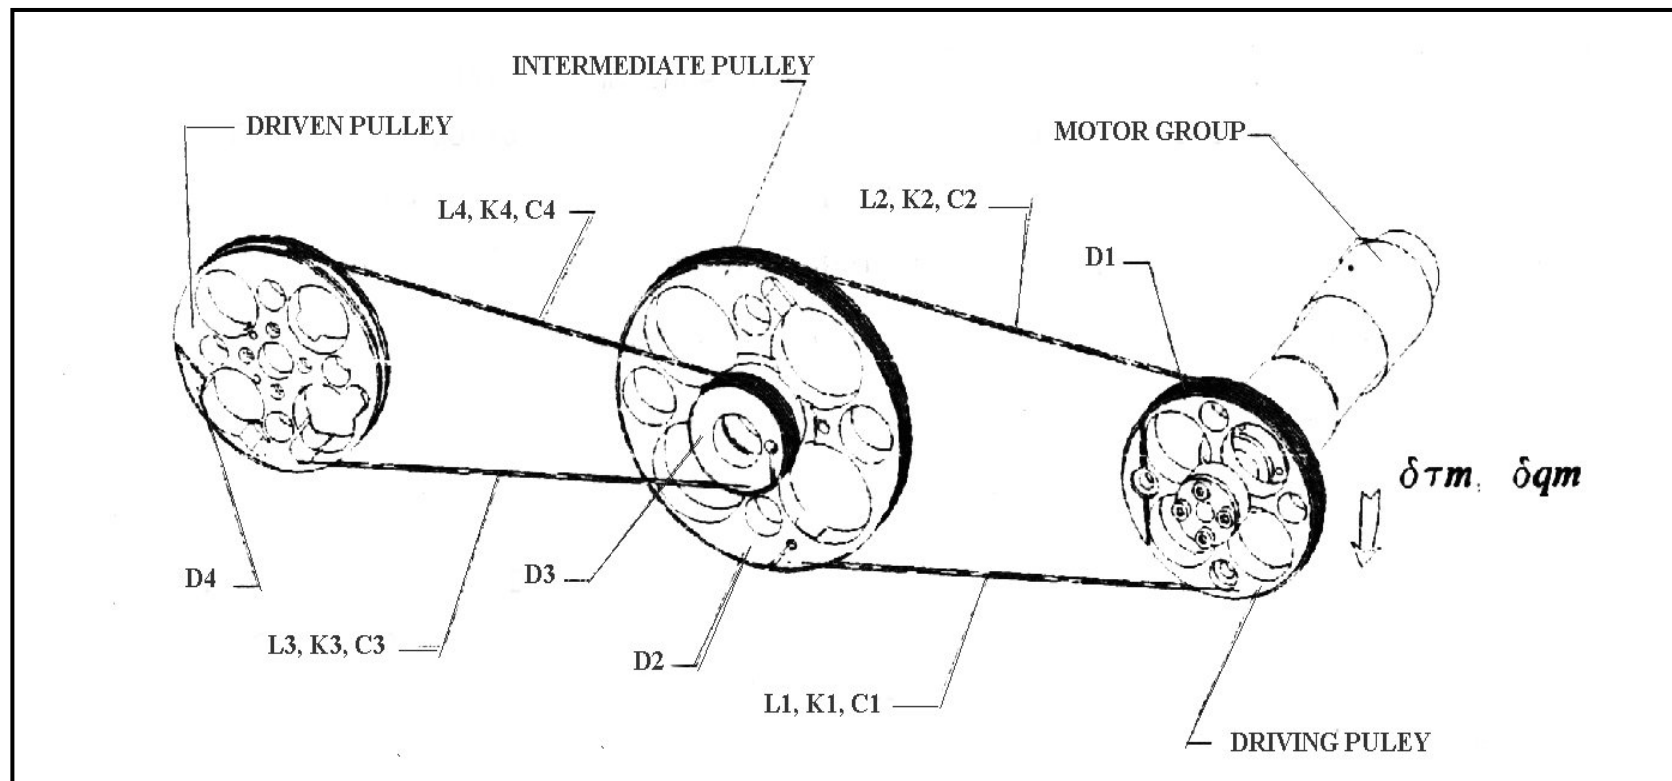 INTERMEDIATE PULLEY
DRIVEN PULLEY
MOTOR GROUP
L4, K4, C4
L2, K2, C2
D1
δτm, δqm
D4
D3
L3, K3, C3
D2
L1, K1, C1
DRIVING PULEY